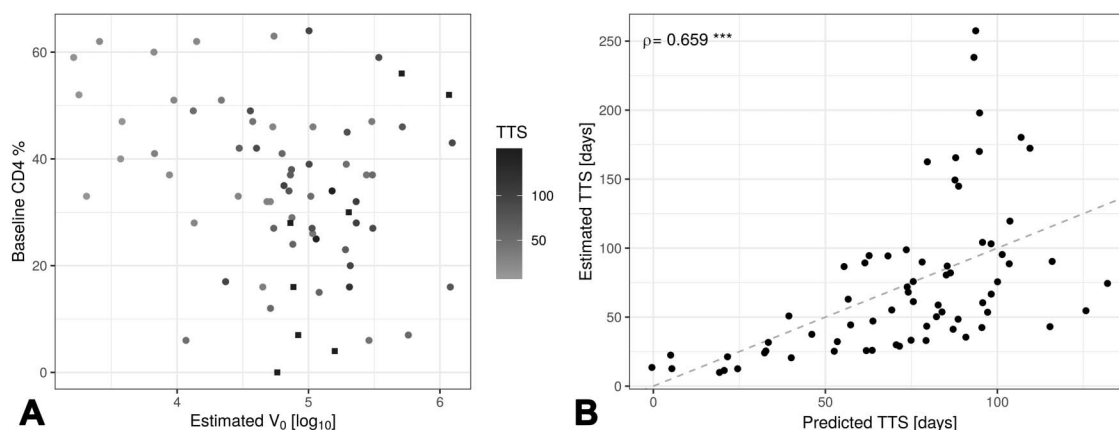 60
40
20
0
4
5
6
Baseline CD4 %
Estimated V₀ [log₁₀]
TTS
100
50
A
ρ= 0.659 ***
250
200
150
100
50
0
0
50
100
Estimated TTS [days]
Predicted TTS [days]
B